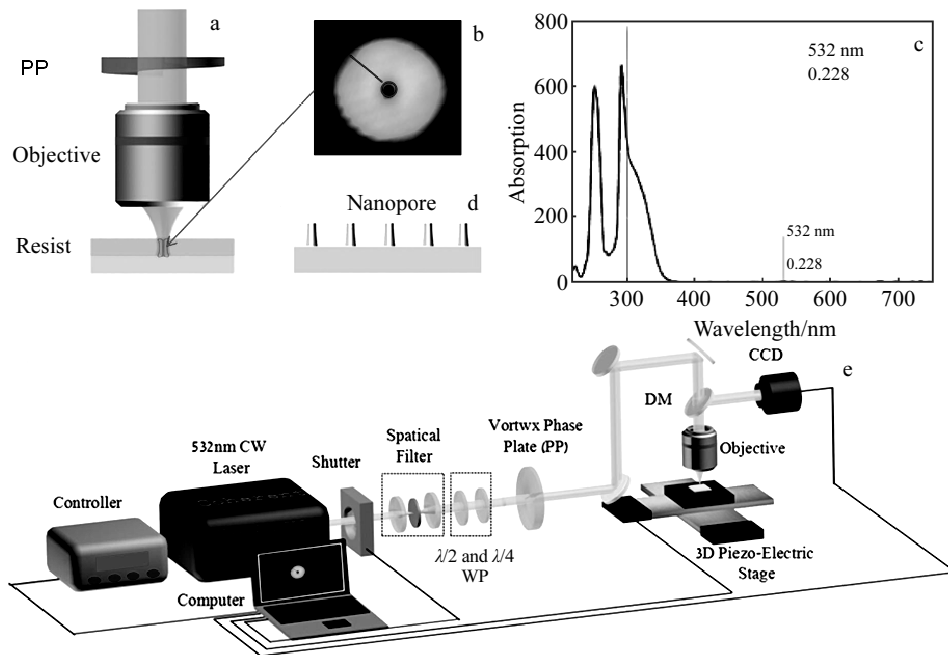 a
PP
Objective
Resist
b
Nanopore d
c
800
600
400
200
0
Absorption
532 nm
0.228
532 nm
0.228
300 400 500 600 700
Wavelength/nm
e
CCD
DM
Objective
Vortwx Phase
Plate (PP)
Spatical
Filter
Shutter
532nm CW
Laser
Controller
λ/2 and λ/4
WP
3D Piezo-Electric
Stage
Computer